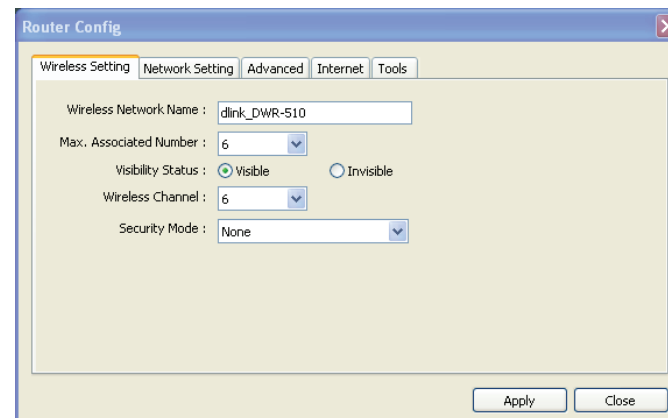 Router Config
Wireless Setting Network Setting Advanced Internet Tools
Wireless Network Name : dlink_DWR-510
Max. Associated Number : 6
Visibility Status : Visible Invisible
Wireless Channel : 6
Security Mode : None
Apply Close